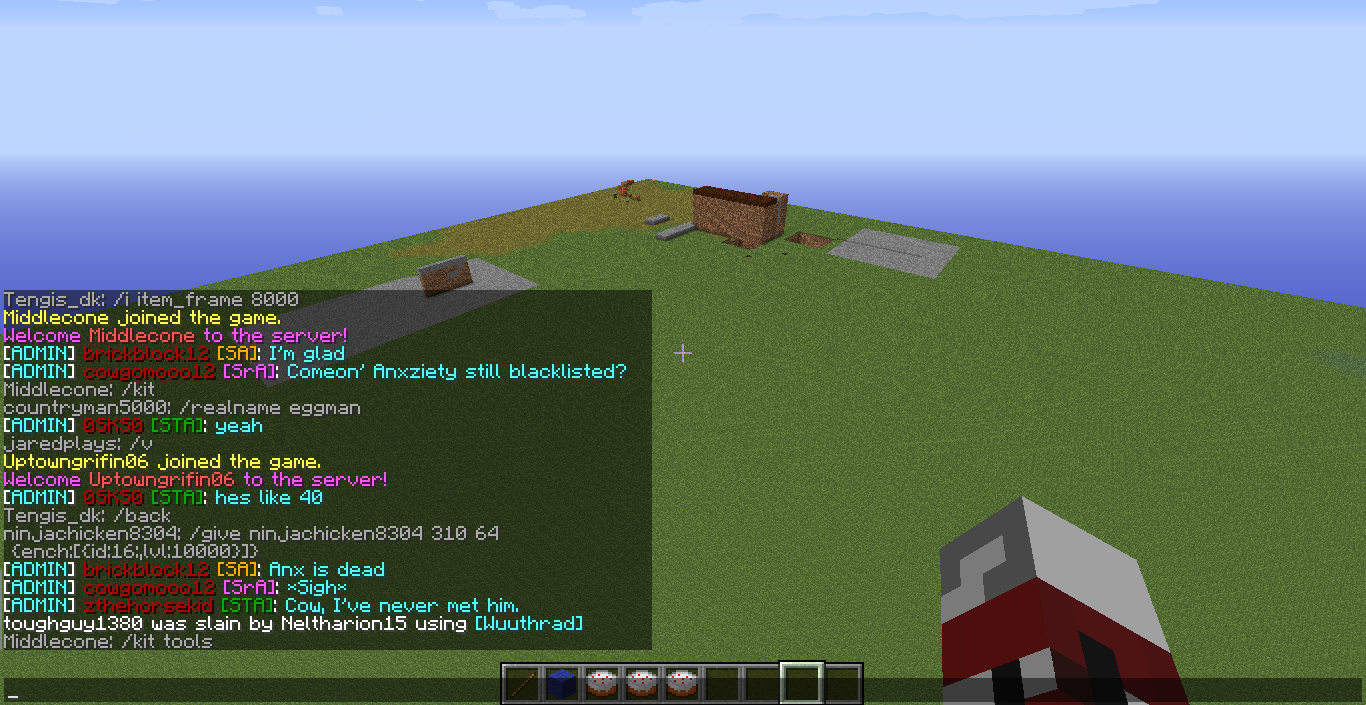 Tengis_dk: /i item_frame 8000
Middlecone joined the game.
Welcome Middlecone to the server!
[ADMIN] brickblock12 [SA]: I'm glad
[ADMIN] cowgomooo12 [SrA]: Comeon' Anxziety still blacklisted?
Middlecone: /kit
countryman5000: /realname eggman
[ADMIN] 0SKS0 [STA]: yeah
jaredplays: /v
Uptowngrifin06 joined the game.
Welcome Uptowngrifin06 to the server!
[ADMIN] 0SKS0 [STA]: hes like 40
Tengis_dk: /back
ninjachicken8304: /give ninjachicken8304 310 64
{ench:[{id:16,lvl:10000}]}
[ADMIN] brickblock12 [SA]: Anx is dead
[ADMIN] cowgomooo12 [SrA]: *Sigh*
[ADMIN] zfhehorsekid [STA]: Cow, I've never met him.
toughguy1380 was slain by Neltharion15 using [Wuuthrad]
Middlecone: /kit tools
_